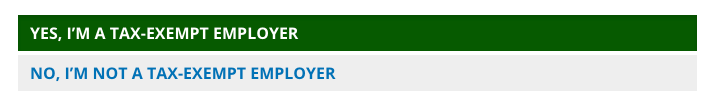 YES, I’M A TAX-EXEMPT EMPLOYER
NO, I’M NOT A TAX-EXEMPT EMPLOYER